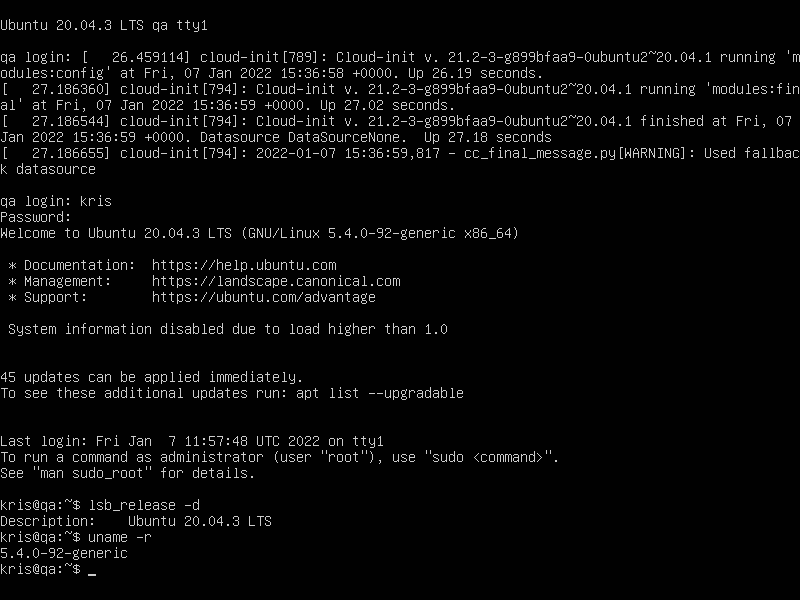 Ubuntu 20.04.3 LTS qa tty1
qa login: [   26.459114] cloud-init[789]: Cloud-init v. 21.2-3-g899bfaa9-0ubuntu2~20.04.1 running 'm
odules:config' at Fri, 07 Jan 2022 15:36:58 +0000. Up 26.19 seconds.
[   27.186360] cloud-init[794]: Cloud-init v. 21.2-3-g899bfaa9-0ubuntu2~20.04.1 running 'modules:fin
al' at Fri, 07 Jan 2022 15:36:59 +0000. Up 27.02 seconds.
[   27.186544] cloud-init[794]: Cloud-init v. 21.2-3-g899bfaa9-0ubuntu2~20.04.1 finished at Fri, 07
Jan 2022 15:36:59 +0000. Datasource DataSourceNone.  Up 27.18 seconds
[   27.186655] cloud-init[794]: 2022-01-07 15:36:59,817 - cc_final_message.py[WARNING]: Used fallbac
k datasource
qa login: kris
Password:
Welcome to Ubuntu 20.04.3 LTS (GNU/Linux 5.4.0-92-generic x86_64)
 * Documentation:  https://help.ubuntu.com
 * Management:     https://landscape.canonical.com
 * Support:        https://ubuntu.com/advantage
 System information disabled due to load higher than 1.0
45 updates can be applied immediately.
To see these additional updates run: apt list --upgradable
Last login: Fri Jan  7 11:57:48 UTC 2022 on tty1
To run a command as administrator (user "root"), use "sudo <command>".
See "man sudo_root" for details.
kris@qa:~$ lsb_release -d
Description:    Ubuntu 20.04.3 LTS
kris@qa:~$ uname -r
5.4.0-92-generic
kris@qa:~$ _